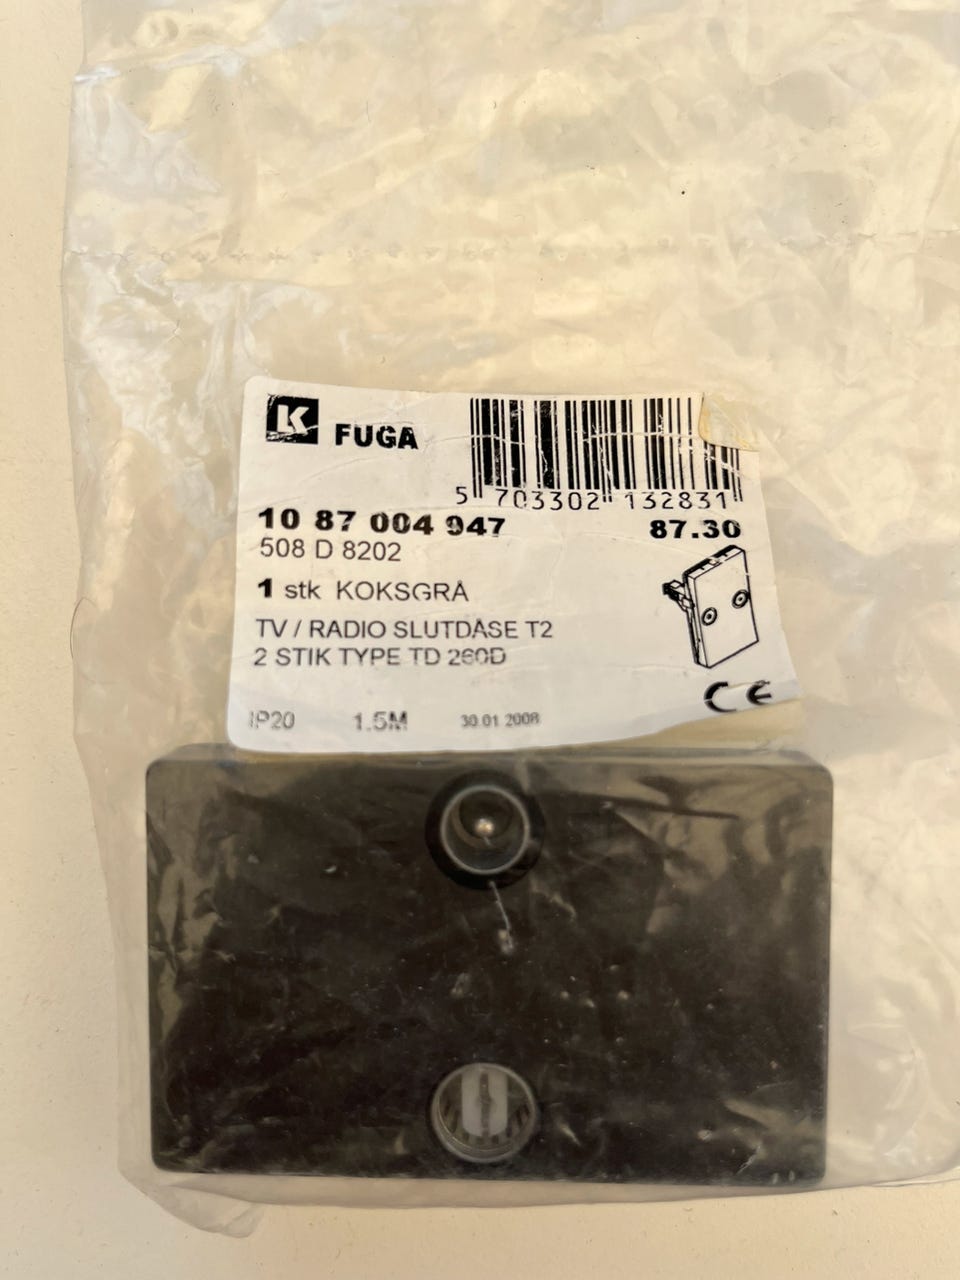 K FUGA
5 703302 132831
10 87 004 947 87.30
508 D 8202
1 stk KOKSGRÅ
TV / RADIO SLUTDÅSE T2
2 STIK TYPE TD 260D
CE
IP20 1.5M 30.01 2008